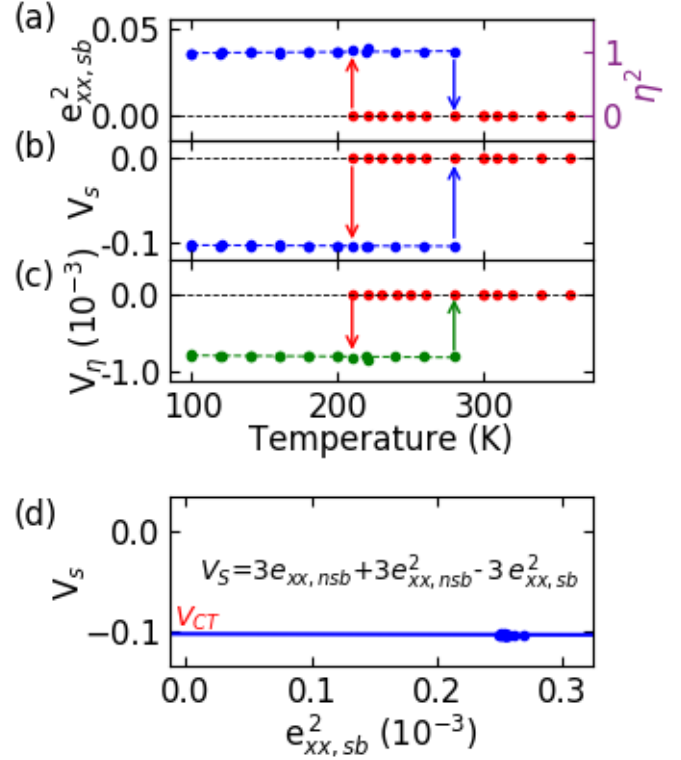 (a)
e²xx,sb
0.05
0.00
1
0
η²
(b)
Vs
0.0
-0.1
(c)
Vη (10⁻³)
0.0
-1.0
100
200
300
Temperature (K)
(d)
Vs
0.0
−0.1
VS=3exx,nsb+3e²xx,nsb-3e²xx,sb
VCT
0.0
0.1
0.2
0.3
e²xx,sb (10⁻³)